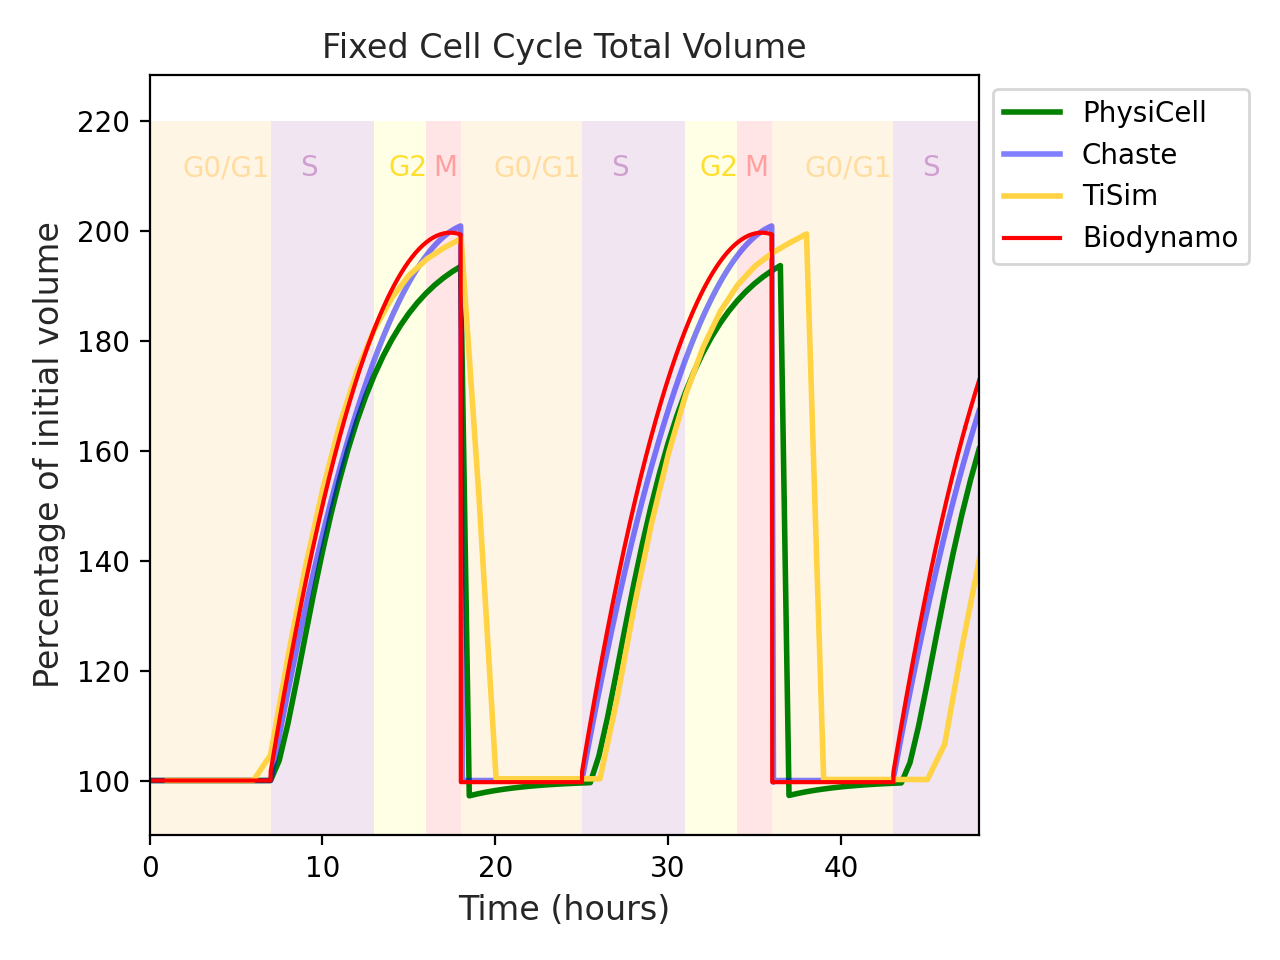 Fixed Cell Cycle Total Volume
Percentage of initial volume
220
200
180
160
140
120
100
G0/G1 S G2 M G0/G1 S G2 M G0/G1 S
0 10 20 30 40
Time (hours)
PhysiCell
Chaste
TiSim
Biodynamo